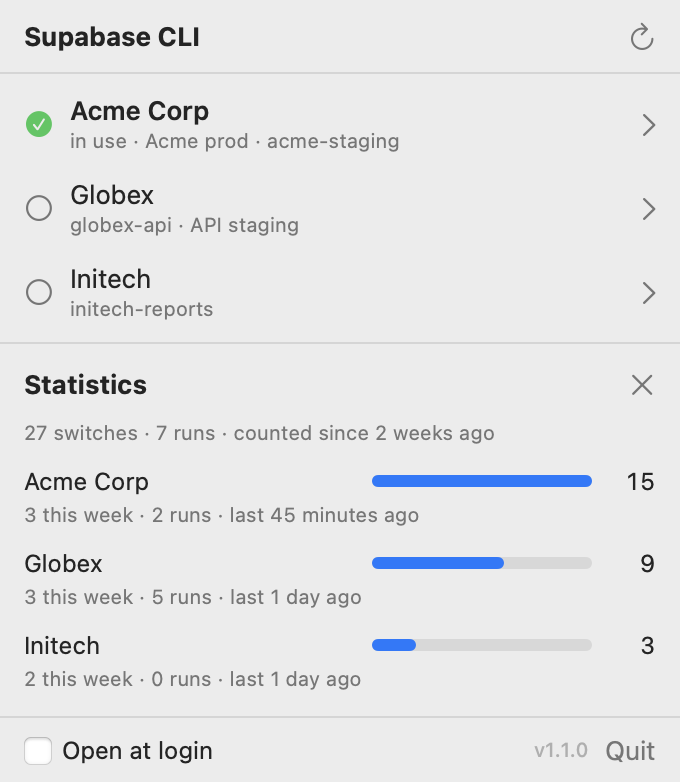 Supabase CLI
Acme Corp
in use · Acme prod · acme-staging
Globex
globex-api · API staging
Initech
initech-reports
Statistics
27 switches · 7 runs · counted since 2 weeks ago
Acme Corp 15
3 this week · 2 runs · last 45 minutes ago
Globex 9
3 this week · 5 runs · last 1 day ago
Initech 3
2 this week · 0 runs · last 1 day ago
Open at login v1.1.0 Quit